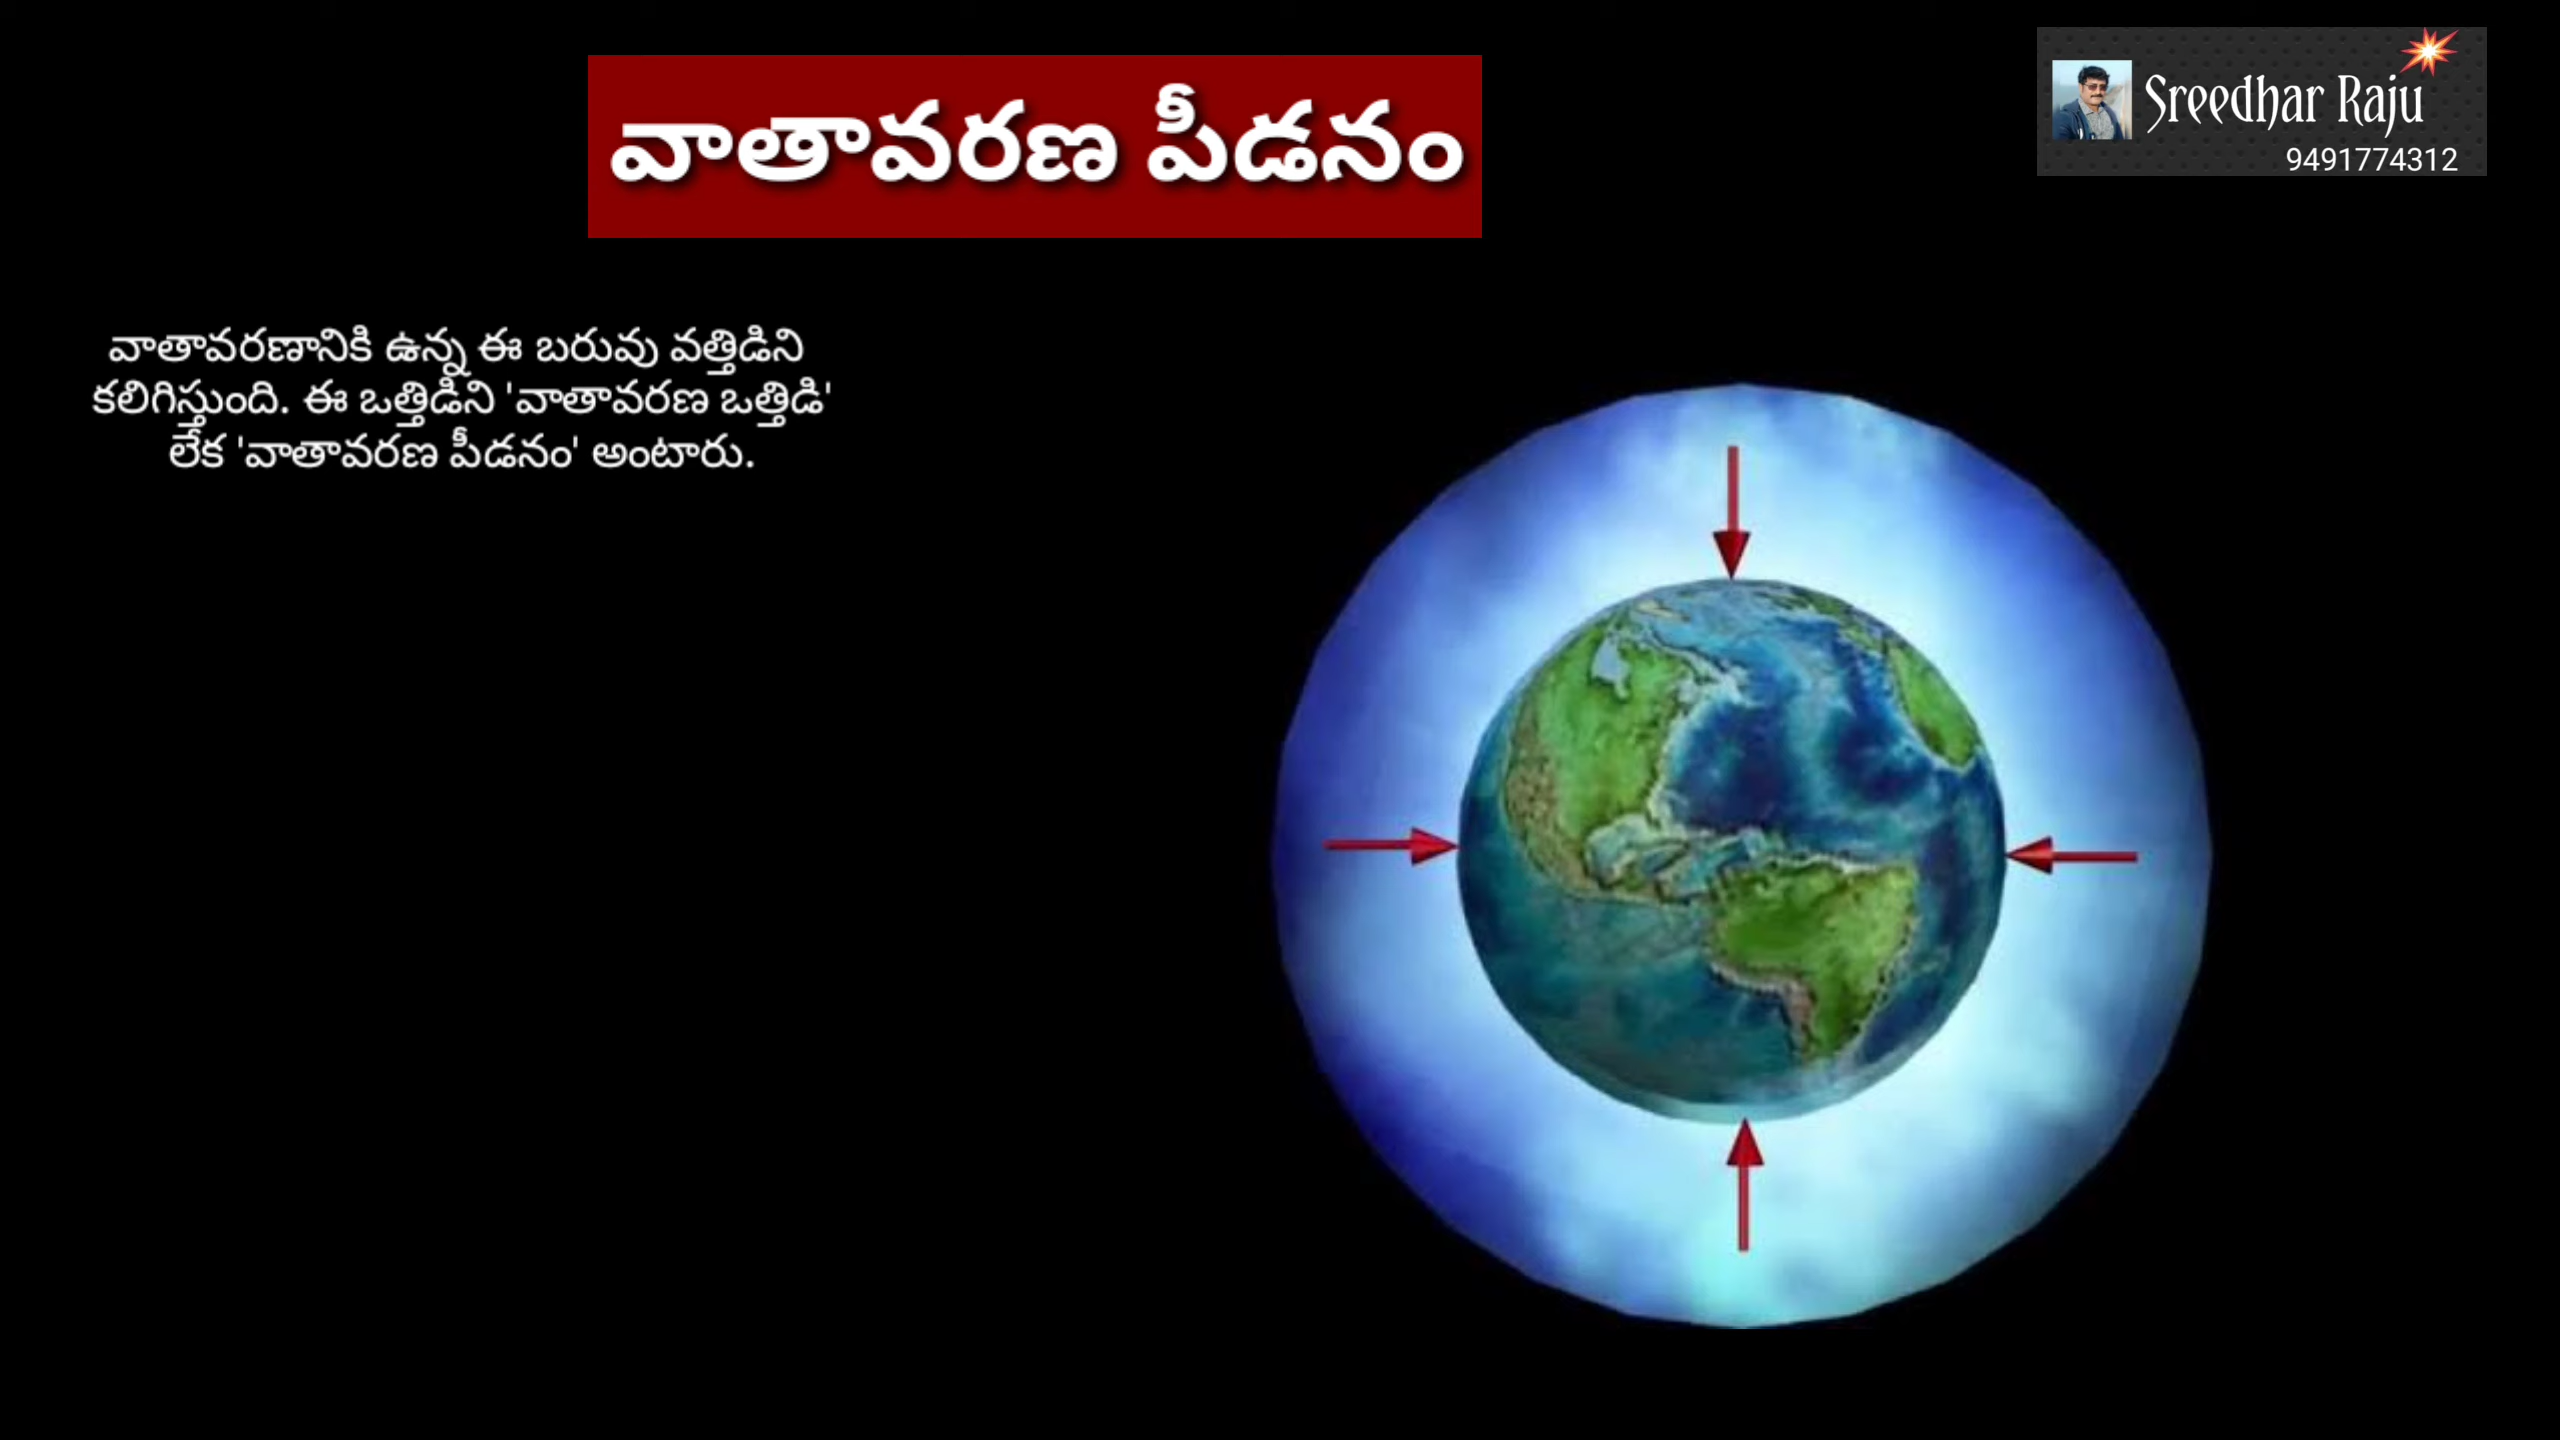 వాతావరణ పీడనం
Sreedhar Raju
9491774312
వాతావరణానికి ఉన్న ఈ బరువు వత్తిడిని
కలిగిస్తుంది. ఈ ఒత్తిడిని 'వాతావరణ ఒత్తిడి'
లేక 'వాతావరణ పీడనం' అంటారు.